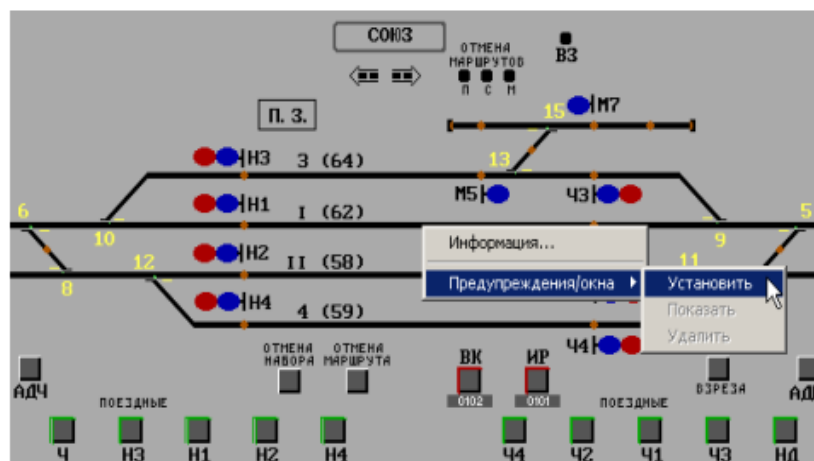 СОЮЗ
ОТМЕНА
МАРШРУТОВ
П С М
ВЗ
П. З.
15 М7
Н3 3 (64) 13
М5 Ч3
6 Н1 I (62) 5
10 9
Информация...
12 Н2 II (58) 11
8
Предупреждения/окна Установить
Показать
Удалить
Н4 4 (59)
Ч4
ОТМЕНА НАБОРА
ОТМЕНА МАРШРУТА
ВК ИР
0102 0101
АДЧ ВЗРЕЗА
ПОЕЗДНЫЕ ПОЕЗДНЫЕ
Ч Н3 Н1 Н2 Н4 Ч4 Ч2 Ч1 Ч3 НД